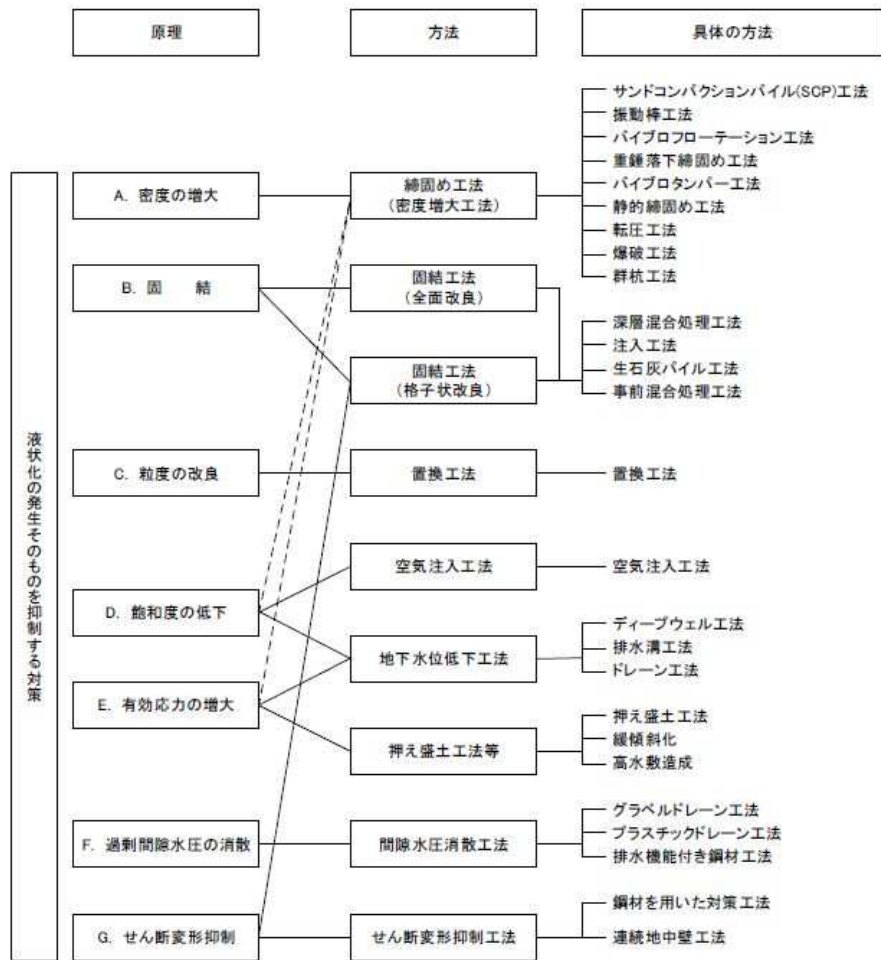 原理
方法
具体の方法
液状化の発生そのものを抑制する対策
A. 密度の増大
B. 固 結
C. 粒度の改良
D. 飽和度の低下
E. 有効応力の増大
F. 過剰間隙水圧の消散
G. せん断変形抑制
締固め工法
(密度増大工法)
固結工法
(全面改良)
固結工法
(格子状改良)
置換工法
空気注入工法
地下水位低下工法
押え盛土工法等
間隙水圧消散工法
せん断変形抑制工法
サンドコンパクションパイル(SCP)工法
振動棒工法
バイブロフローテーション工法
重錘落下締固め工法
バイブロタンパー工法
静的締固め工法
転圧工法
爆破工法
群杭工法
深層混合処理工法
注入工法
生石灰パイル工法
事前混合処理工法
置換工法
空気注入工法
ディープウェル工法
排水溝工法
ドレーン工法
押え盛土工法
緩傾斜化
高水敷造成
グラベルドレーン工法
プラスチックドレーン工法
排水機能付き鋼材工法
鋼材を用いた対策工法
連続地中壁工法